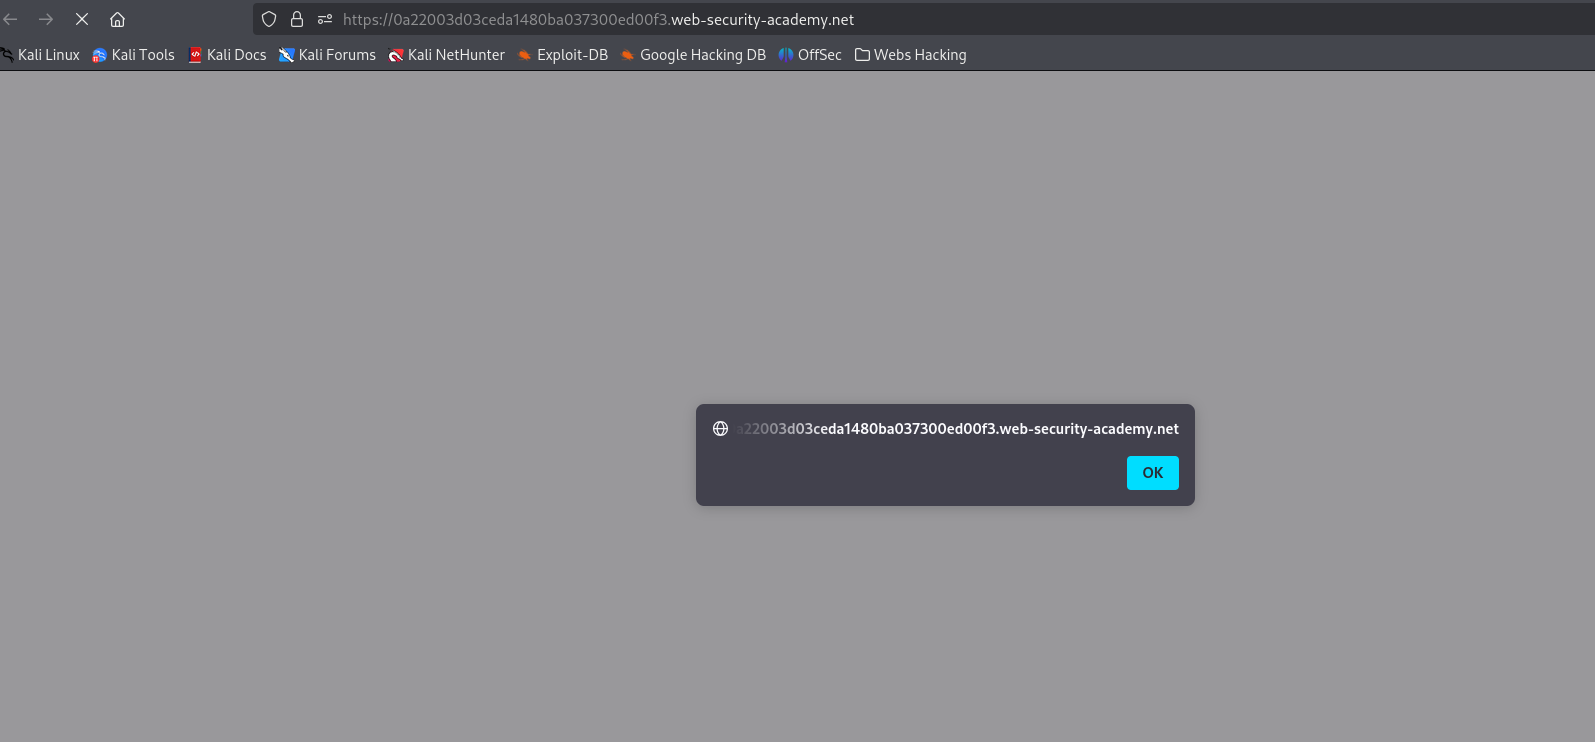 https://0a22003d03ceda1480ba037300ed00f3.web-security-academy.net
Kali Linux Kali Tools Kali Docs Kali Forums Kali NetHunter Exploit-DB Google Hacking DB OffSec Webs Hacking
a22003d03ceda1480ba037300ed00f3.web-security-academy.net
OK